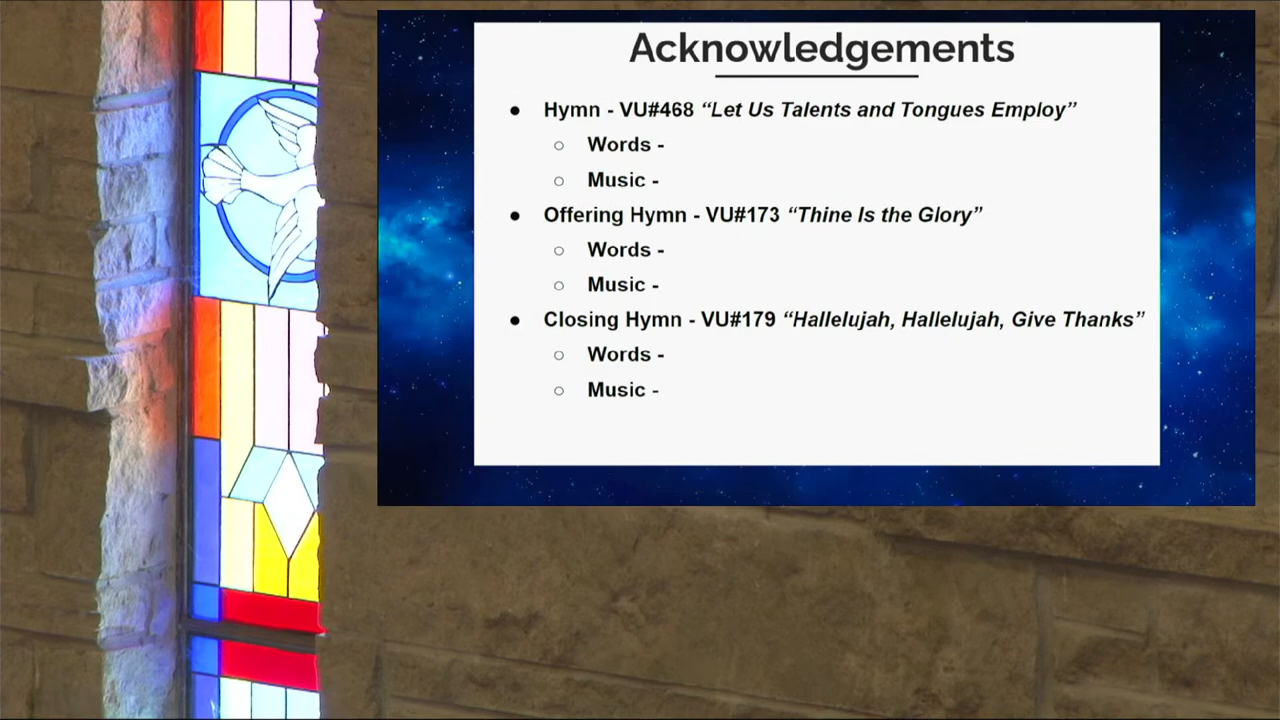 Acknowledgements
● Hymn - VU#468 “Let Us Talents and Tongues Employ”
○ Words -
○ Music -
● Offering Hymn - VU#173 “Thine Is the Glory”
○ Words -
○ Music -
● Closing Hymn - VU#179 “Hallelujah, Hallelujah, Give Thanks”
○ Words -
○ Music -